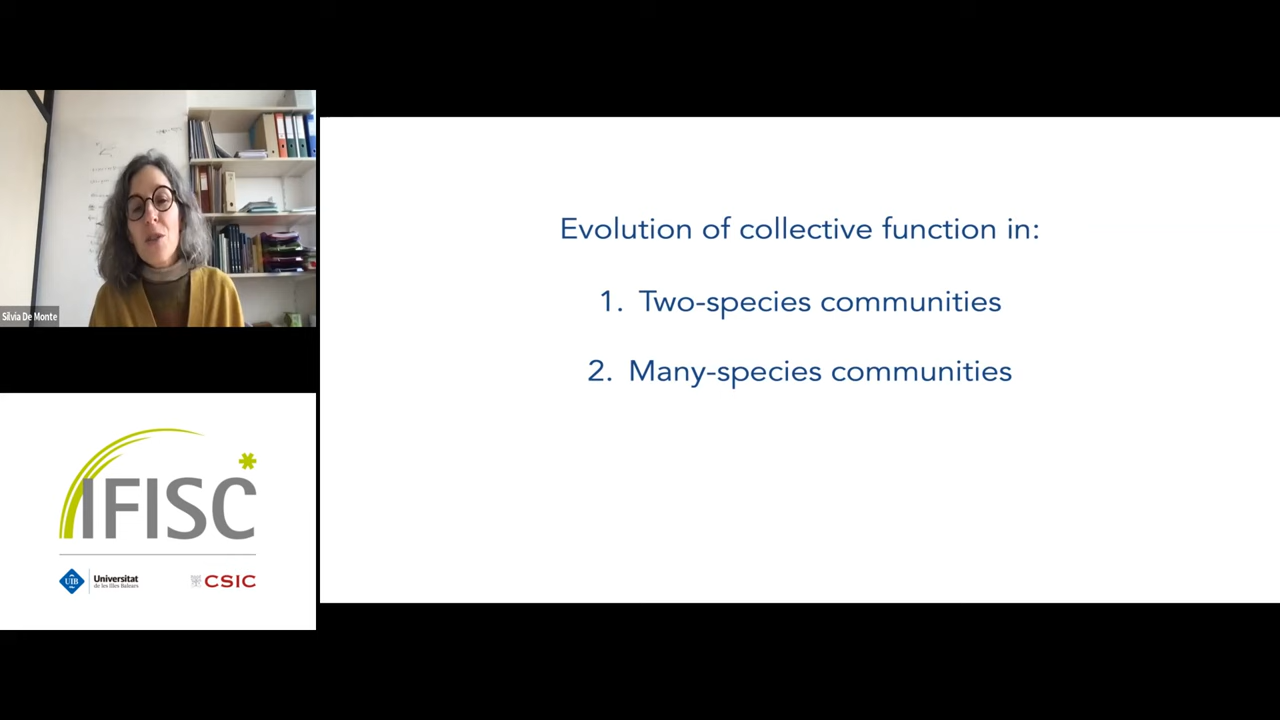 Evolution of collective function in:
1. Two-species communities
2. Many-species communities
Silvia De Monte
IFISC
UIB
Universitat
de les Illes Balears
CSIC